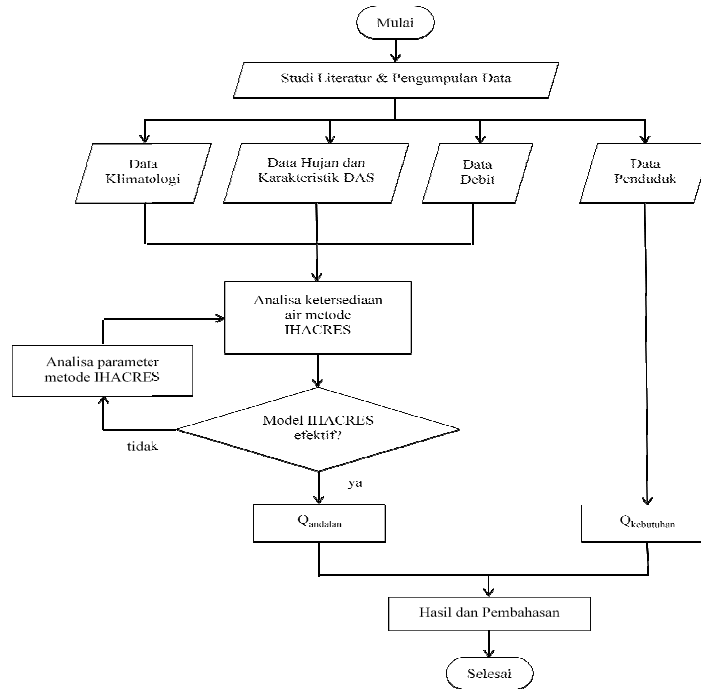 Mulai
Studi Literatur & Pengumpulan Data
Data
Klimatologi
Data Hujan dan
Karakteristik DAS
Data
Debit
Data
Penduduk
Analisa ketersediaan
air metode
IHACRES
Analisa parameter
metode IHACRES
Model IHACRES
efektif?
tidak
ya
Qandalan
Qkebutuhan
Hasil dan Pembahasan
Selesai